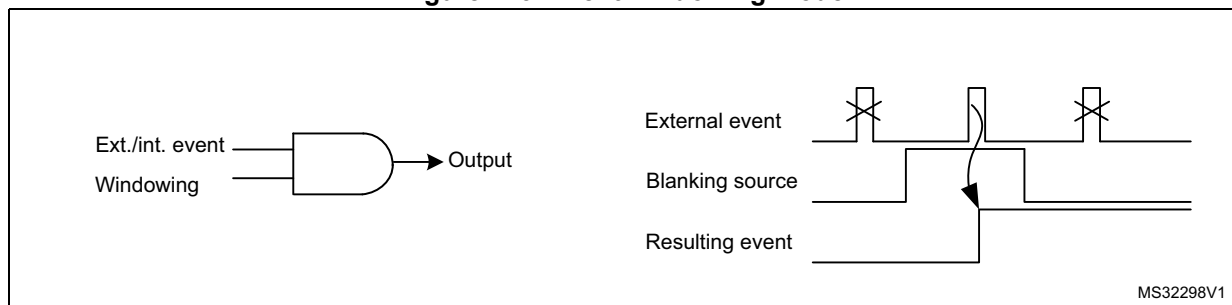 Ext./int. event
Windowing
Output
External event
Blanking source
Resulting event
MS32298V1